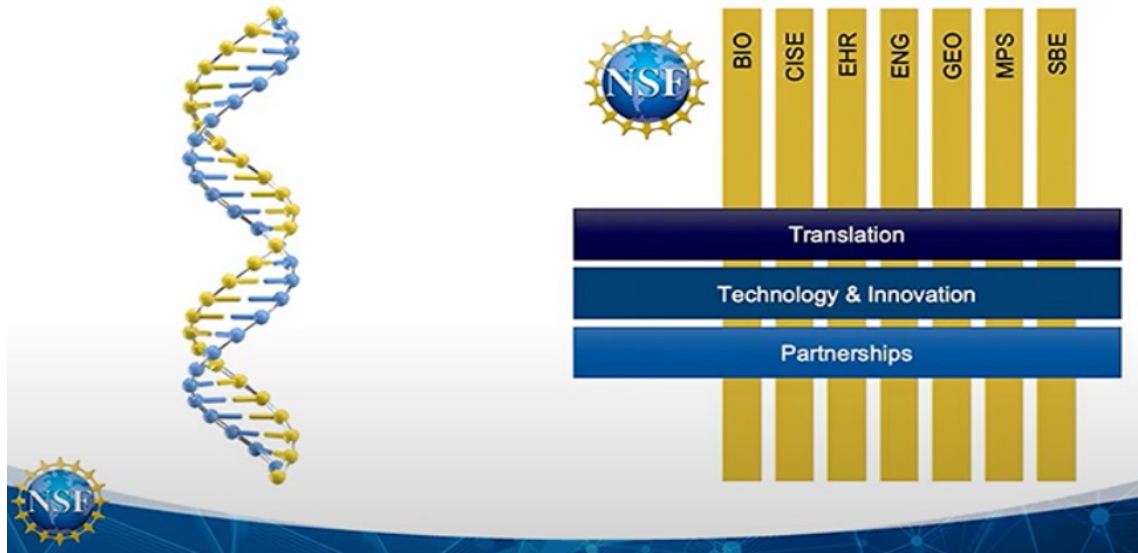 NSF
BIO
CISE
EHR
ENG
GEO
MPS
SBE
Translation
Technology & Innovation
Partnerships
NSF